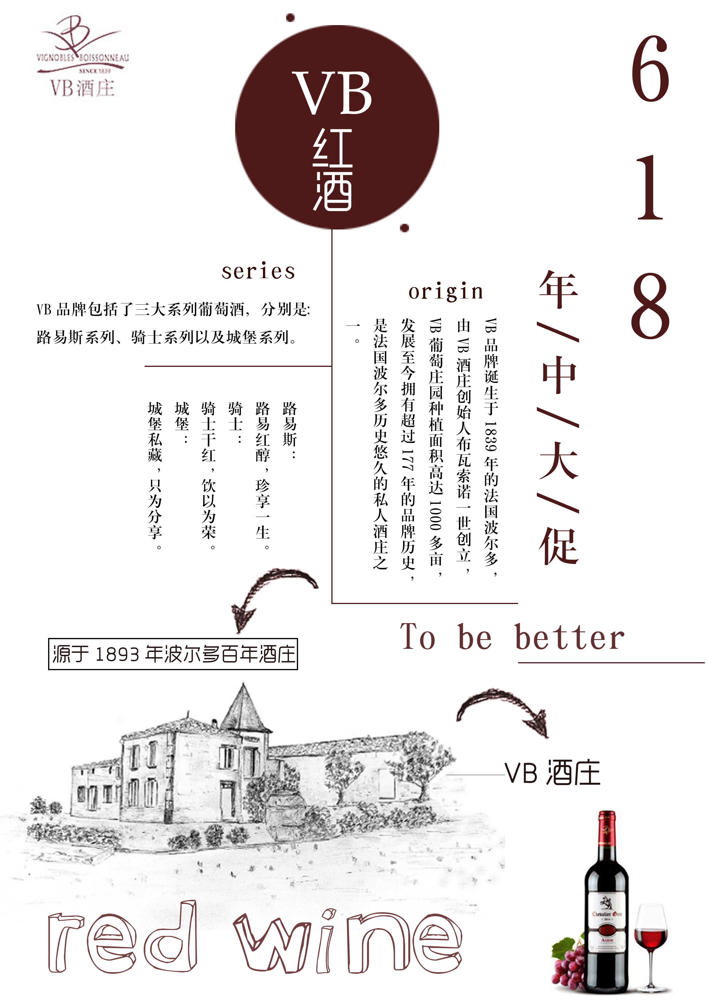 VIGNOBLES BOISSONNEAU
SINCE 1839
VB 酒庄
VB
红
酒
6
1
8
年/中/大/促
series
VB 品牌包括了三大系列葡萄酒，分别是:
路易斯系列、骑士系列以及城堡系列。
origin
VB 品牌诞生于 1839 年的法国波尔多，
由 VB 酒庄创始人布瓦索诺一世创立，
VB 葡萄庄园种植面积高达 1000 多亩，
发展至今拥有超过 177 年的品牌历史，
是法国波尔多历史悠久的私人酒庄之
一。
路易斯：
路易红醇，珍享一生。
骑士：
骑士干红，饮以为荣。
城堡：
城堡私藏，只为分享。
To be better
源于 1893 年波尔多百年酒庄
VB 酒庄
Chevalier Gens
2014
AUDE
red wine